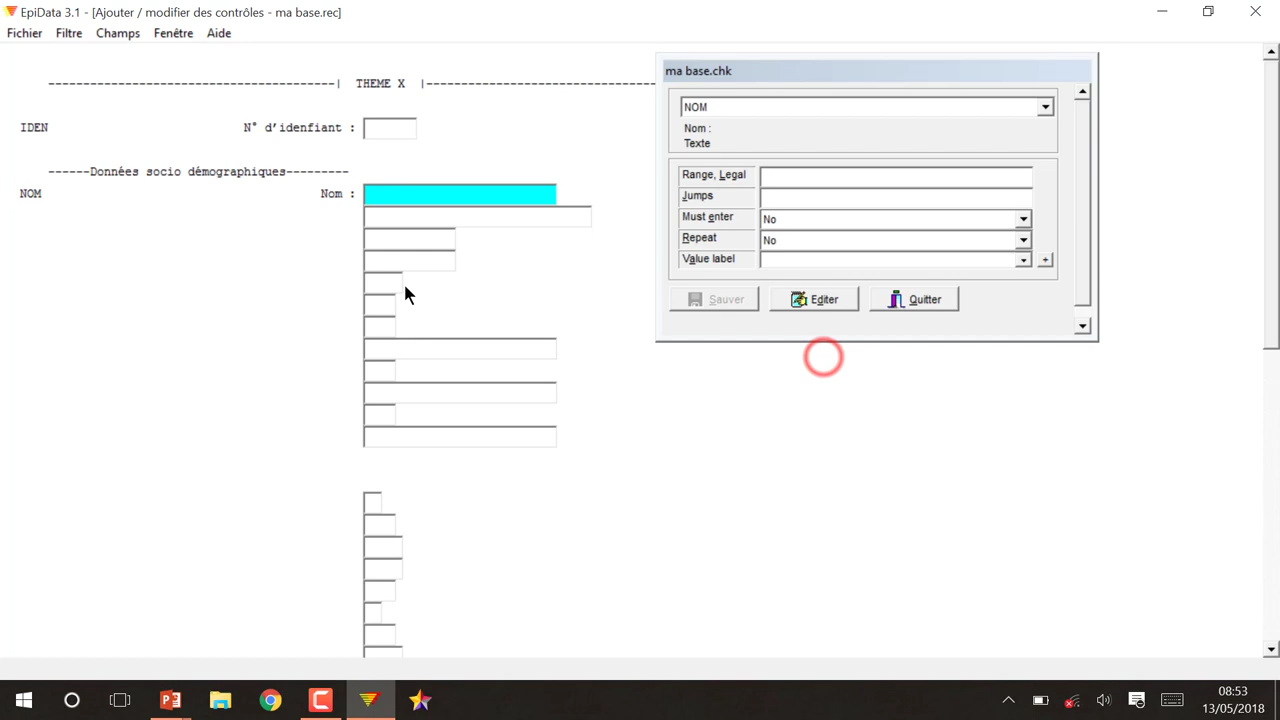 EpiData 3.1 - [Ajouter / modifier des contrôles - ma base.rec]
Fichier Filtre Champs Fenêtre Aide
------------------------------------------| THEME X |---------------------------------
IDEN N° d’idenfiant :
------Données socio démographiques---------
NOM Nom :
ma base.chk
NOM
Nom :
Texte
Range, Legal
Jumps
Must enter No
Repeat No
Value label +
Sauver Editer Quitter
08:53
13/05/2018